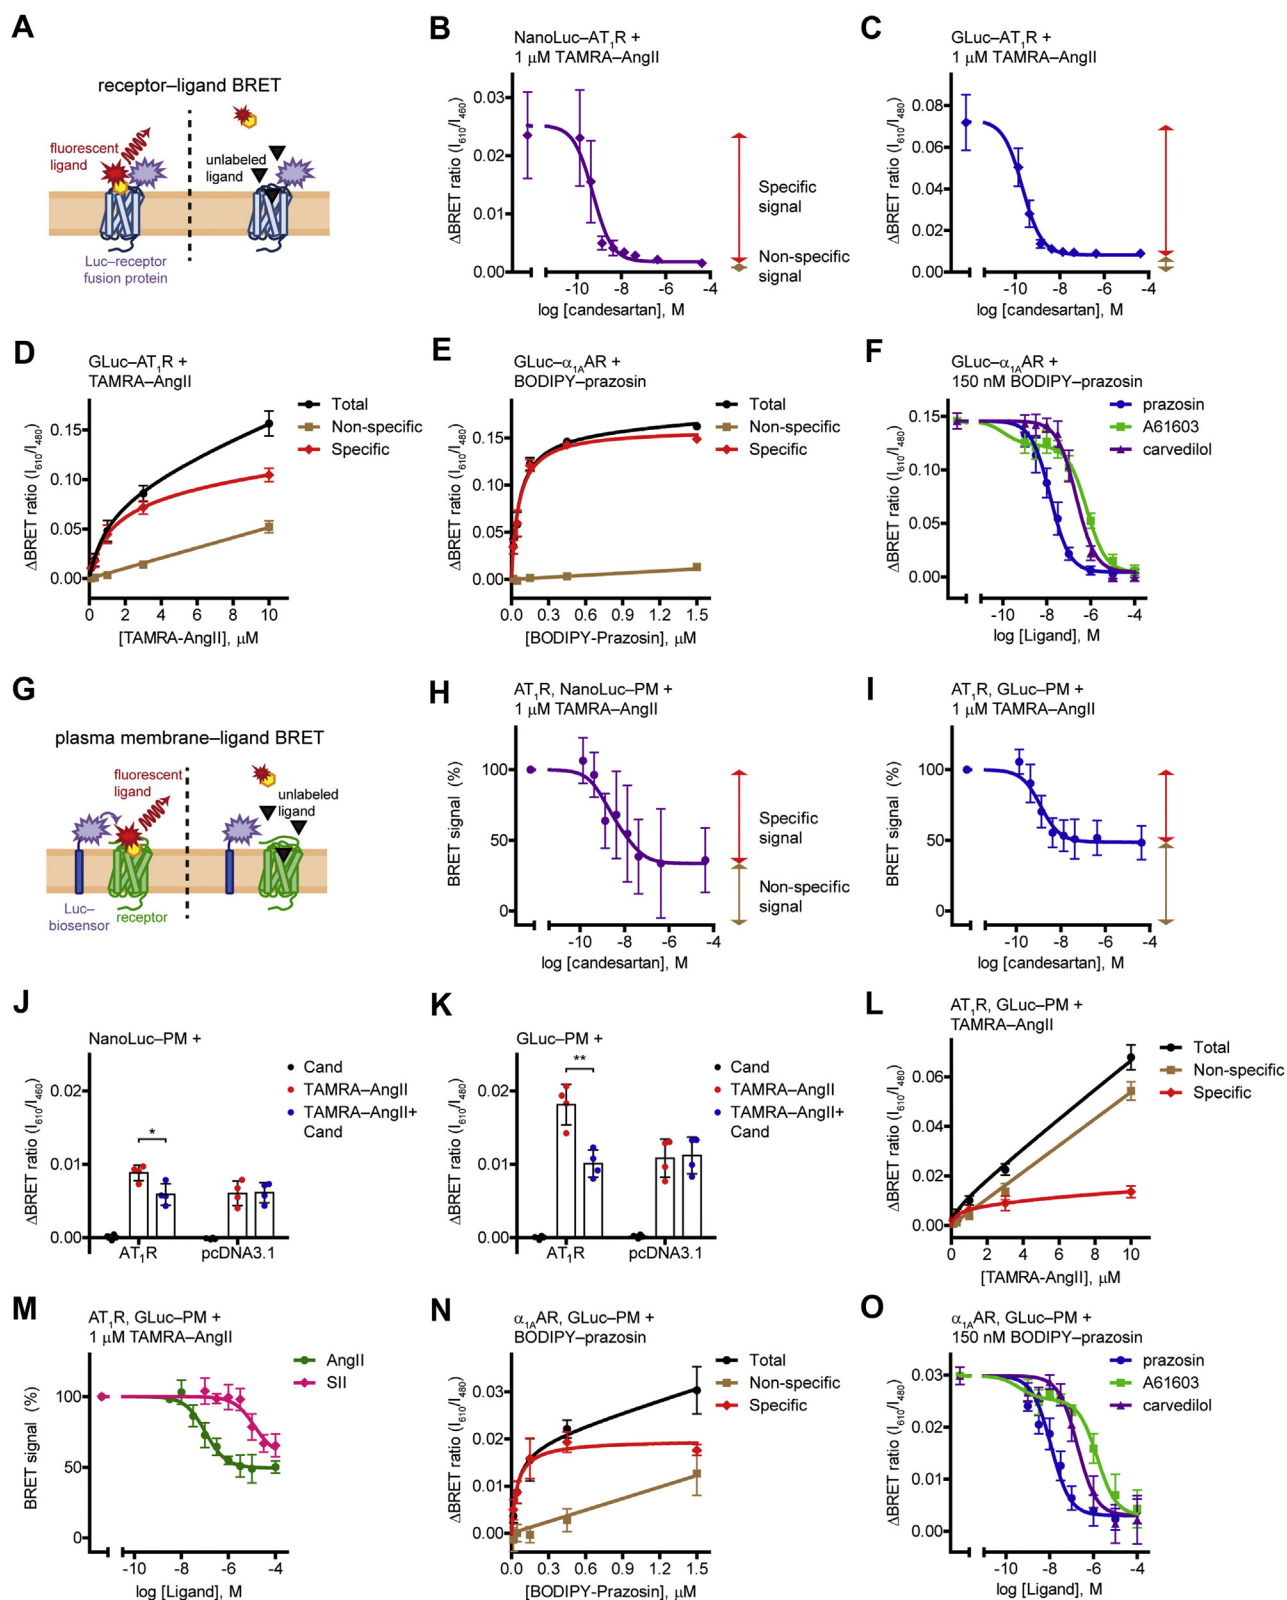 A
receptor–ligand BRET
fluorescent
ligand
unlabeled
ligand
Luc–receptor
fusion protein
B
NanoLuc–AT1R +
1 μM TAMRA–AngII
ΔBRET ratio (I610/I460)
0.03
0.02
0.01
0.00
-10
-8
-6
-4
log [candesartan], M
Specific
signal
Non-specific
signal
C
GLuc–AT1R +
1 μM TAMRA–AngII
ΔBRET ratio (I610/I480)
0.08
0.06
0.04
0.02
0.00
-10
-8
-6
-4
log [candesartan], M
D
GLuc–AT1R +
TAMRA–AngII
Total
Non-specific
Specific
ΔBRET ratio (I610/I480)
0.15
0.10
0.05
0.00
0
2
4
6
8
10
[TAMRA-AngII], μM
E
GLuc–α1AAR +
BODIPY–prazosin
Total
Non-specific
Specific
ΔBRET ratio (I610/I480)
0.15
0.10
0.05
0.00
0.0
0.3
0.6
0.9
1.2
1.5
[BODIPY-Prazosin], μM
F
GLuc–α1AAR +
150 nM BODIPY–prazosin
prazosin
A61603
carvedilol
ΔBRET ratio (I610/I480)
0.15
0.10
0.05
0.00
-10
-8
-6
-4
log [Ligand], M
G
plasma membrane–ligand BRET
fluorescent
ligand
unlabeled
ligand
Luc–
biosensor
receptor
H
AT1R, NanoLuc–PM +
1 μM TAMRA–AngII
BRET signal (%)
100
50
0
-10
-8
-6
-4
log [candesartan], M
Specific
signal
Non-specific
signal
I
AT1R, GLuc–PM +
1 μM TAMRA–AngII
BRET signal (%)
100
50
0
-10
-8
-6
-4
log [candesartan], M
J
NanoLuc–PM +
Cand
TAMRA–AngII
TAMRA–AngII+
Cand
ΔBRET ratio (I610/I460)
0.02
0.01
0.00
*
AT1R
pcDNA3.1
K
GLuc–PM +
Cand
TAMRA–AngII
TAMRA–AngII+
Cand
ΔBRET ratio (I610/I480)
0.02
0.01
0.00
**
AT1R
pcDNA3.1
L
AT1R, GLuc–PM +
TAMRA–AngII
Total
Non-specific
Specific
ΔBRET ratio (I610/I480)
0.06
0.04
0.02
0.00
0
2
4
6
8
10
[TAMRA-AngII], μM
M
AT1R, GLuc–PM +
1 μM TAMRA–AngII
AngII
SII
BRET signal (%)
100
50
0
-10
-8
-6
-4
log [Ligand], M
N
α1AAR, GLuc–PM +
BODIPY–prazosin
Total
Non-specific
Specific
ΔBRET ratio (I610/I480)
0.03
0.02
0.01
0.00
0.0
0.3
0.6
0.9
1.2
1.5
[BODIPY-Prazosin], μM
O
α1AAR, GLuc–PM +
150 nM BODIPY–prazosin
prazosin
A61603
carvedilol
ΔBRET ratio (I610/I480)
0.03
0.02
0.01
0.00
-10
-8
-6
-4
log [Ligand], M